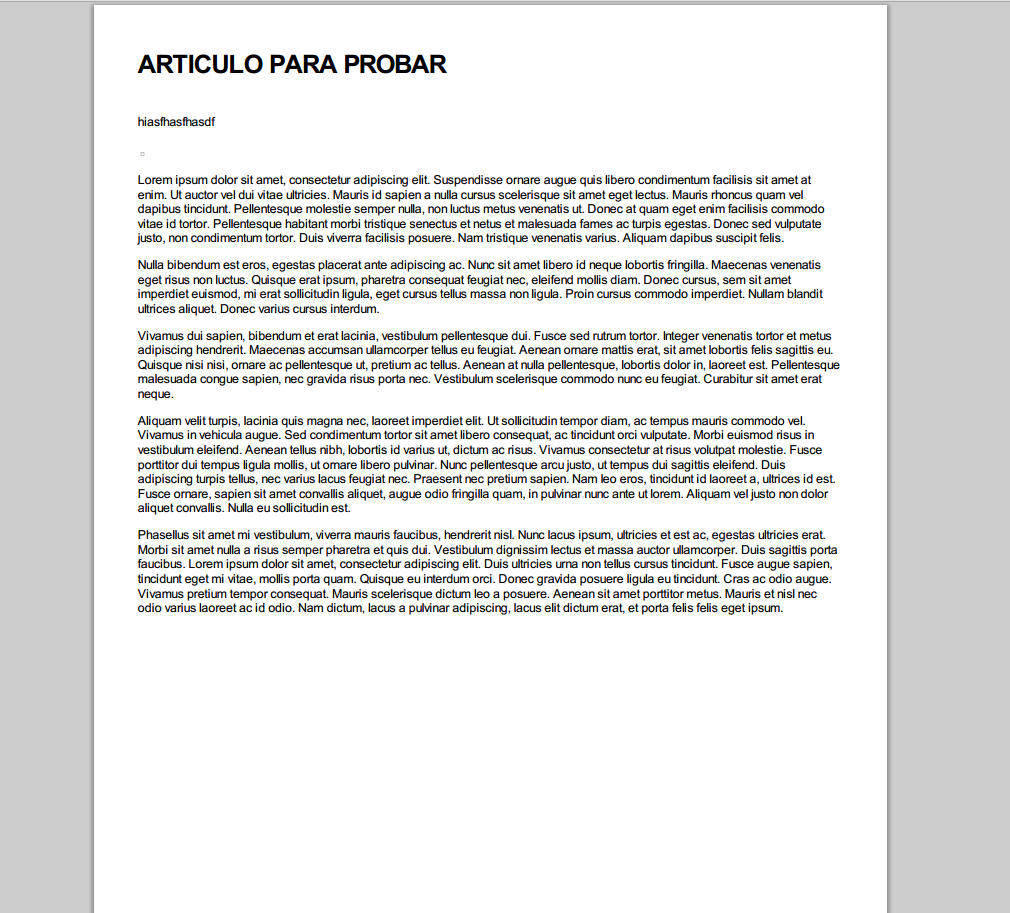 ARTICULO PARA PROBAR
hiasfhasfhasdf
Lorem ipsum dolor sit amet, consectetur adipiscing elit. Suspendisse ornare augue quis libero condimentum facilisis sit amet at
enim. Ut auctor vel dui vitae ultricies. Mauris id sapien a nulla cursus scelerisque sit amet eget lectus. Mauris rhoncus quam vel
dapibus tincidunt. Pellentesque molestie semper nulla, non luctus metus venenatis ut. Donec at quam eget enim facilisis commodo
vitae id tortor. Pellentesque habitant morbi tristique senectus et netus et malesuada fames ac turpis egestas. Donec sed vulputate
justo, non condimentum tortor. Duis viverra facilisis posuere. Nam tristique venenatis varius. Aliquam dapibus suscipit felis.
Nulla bibendum est eros, egestas placerat ante adipiscing ac. Nunc sit amet libero id neque lobortis fringilla. Maecenas venenatis
eget risus non luctus. Quisque erat ipsum, pharetra consequat feugiat nec, eleifend mollis diam. Donec cursus, sem sit amet
imperdiet euismod, mi erat sollicitudin ligula, eget cursus tellus massa non ligula. Proin cursus commodo imperdiet. Nullam blandit
ultrices aliquet. Donec varius cursus interdum.
Vivamus dui sapien, bibendum et erat lacinia, vestibulum pellentesque dui. Fusce sed rutrum tortor. Integer venenatis tortor et metus
adipiscing hendrerit. Maecenas accumsan ullamcorper tellus eu feugiat. Aenean ornare mattis erat, sit amet lobortis felis sagittis eu.
Quisque nisi nisi, ornare ac pellentesque ut, pretium ac tellus. Aenean at nulla pellentesque, lobortis dolor in, laoreet est. Pellentesque
malesuada congue sapien, nec gravida risus porta nec. Vestibulum scelerisque commodo nunc eu feugiat. Curabitur sit amet erat
neque.
Aliquam velit turpis, lacinia quis magna nec, laoreet imperdiet elit. Ut sollicitudin tempor diam, ac tempus mauris commodo vel.
Vivamus in vehicula augue. Sed condimentum tortor sit amet libero consequat, ac tincidunt orci vulputate. Morbi euismod risus in
vestibulum eleifend. Aenean tellus nibh, lobortis id varius ut, dictum ac risus. Vivamus consectetur at risus volutpat molestie. Fusce
porttitor dui tempus ligula mollis, ut ornare libero pulvinar. Nunc pellentesque arcu justo, ut tempus dui sagittis eleifend. Duis
adipiscing turpis tellus, nec varius lacus feugiat nec. Praesent nec pretium sapien. Nam leo eros, tincidunt id laoreet a, ultrices id est.
Fusce ornare, sapien sit amet convallis aliquet, augue odio fringilla quam, in pulvinar nunc ante ut lorem. Aliquam vel justo non dolor
aliquet convallis. Nulla eu sollicitudin est.
Phasellus sit amet mi vestibulum, viverra mauris faucibus, hendrerit nisl. Nunc lacus ipsum, ultricies et est ac, egestas ultricies erat.
Morbi sit amet nulla a risus semper pharetra et quis dui. Vestibulum dignissim lectus et massa auctor ullamcorper. Duis sagittis porta
faucibus. Lorem ipsum dolor sit amet, consectetur adipiscing elit. Duis ultricies urna non tellus cursus tincidunt. Fusce augue sapien,
tincidunt eget mi vitae, mollis porta quam. Quisque eu interdum orci. Donec gravida posuere ligula eu tincidunt. Cras ac odio augue.
Vivamus pretium tempor consequat. Mauris scelerisque dictum leo a posuere. Aenean sit amet porttitor metus. Mauris et nisl nec
odio varius laoreet ac id odio. Nam dictum, lacus a pulvinar adipiscing, lacus elit dictum erat, et porta felis felis eget ipsum.